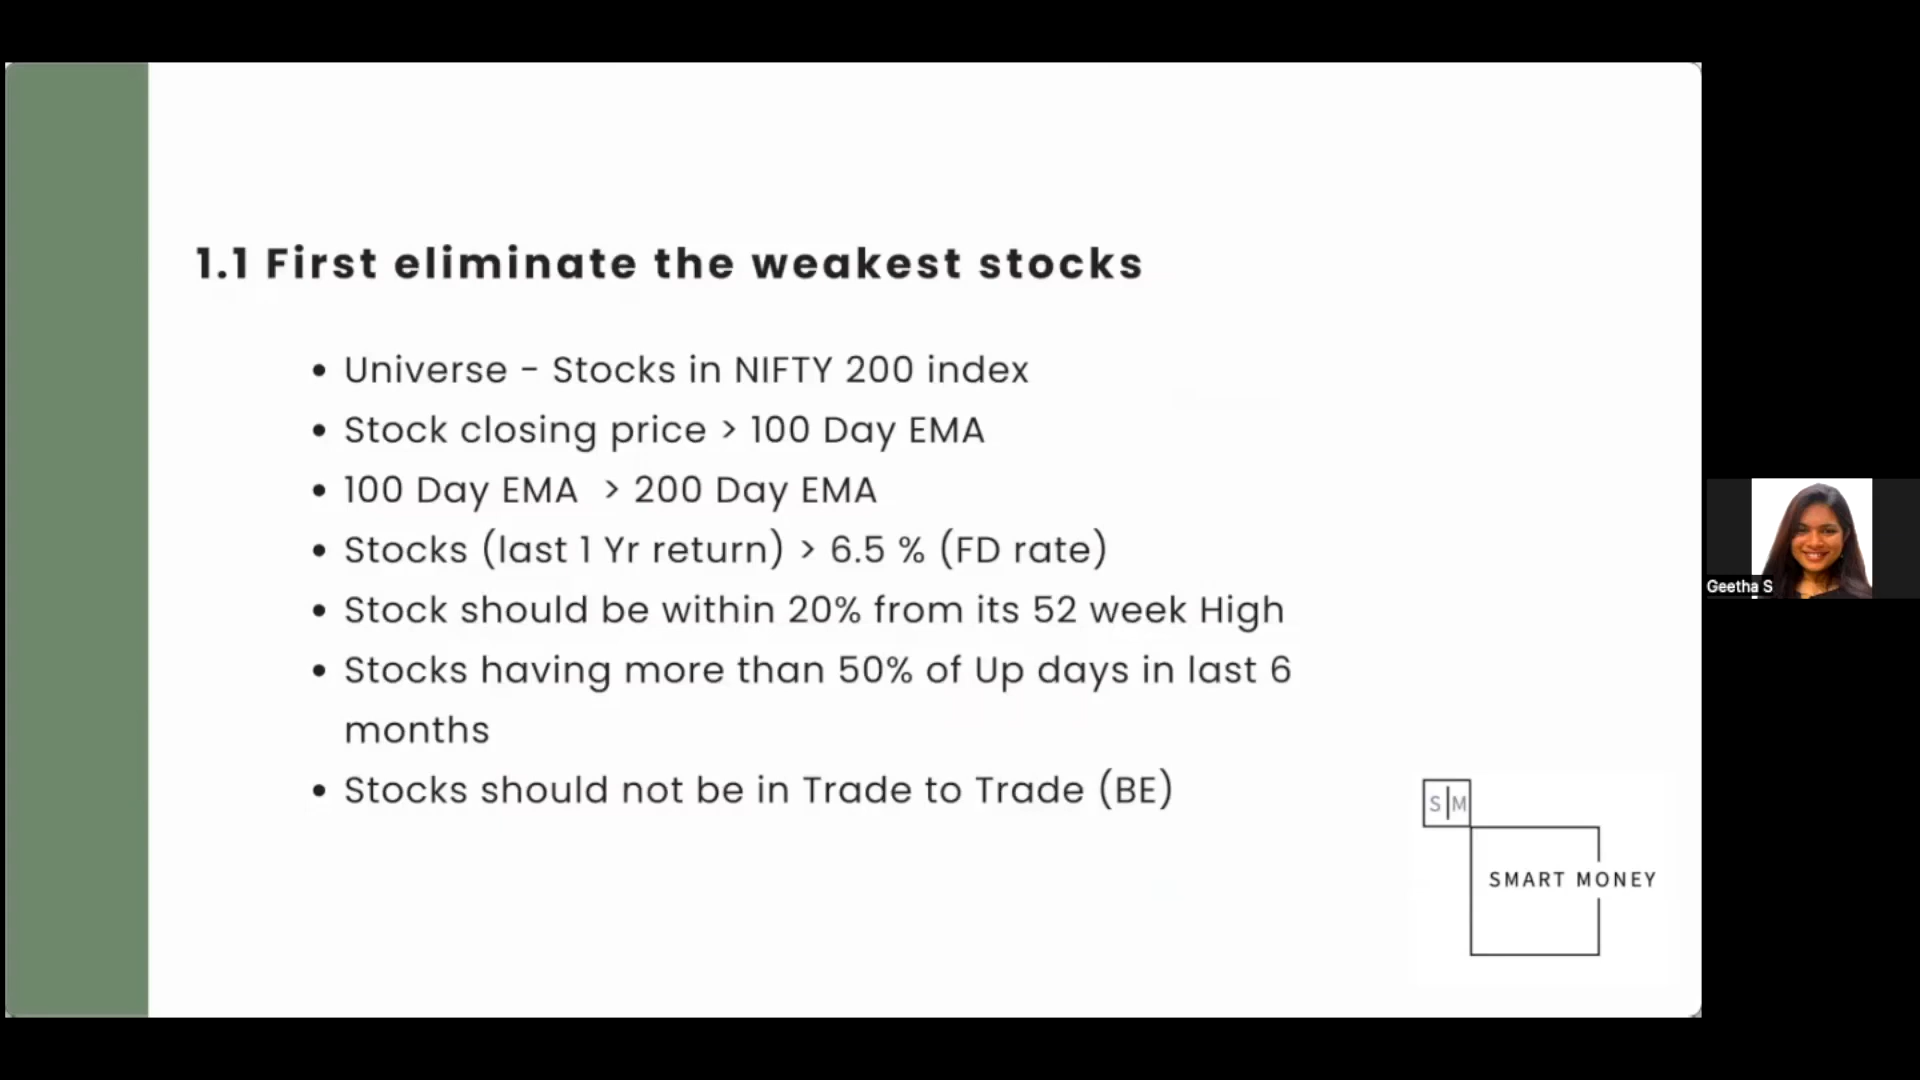 1.1 First eliminate the weakest stocks
• Universe - Stocks in NIFTY 200 index
• Stock closing price > 100 Day EMA
• 100 Day EMA > 200 Day EMA
• Stocks (last 1 Yr return) > 6.5 % (FD rate)
• Stock should be within 20% from its 52 week High
• Stocks having more than 50% of Up days in last 6
months
• Stocks should not be in Trade to Trade (BE)
S|M
SMART MONEY
Geetha S